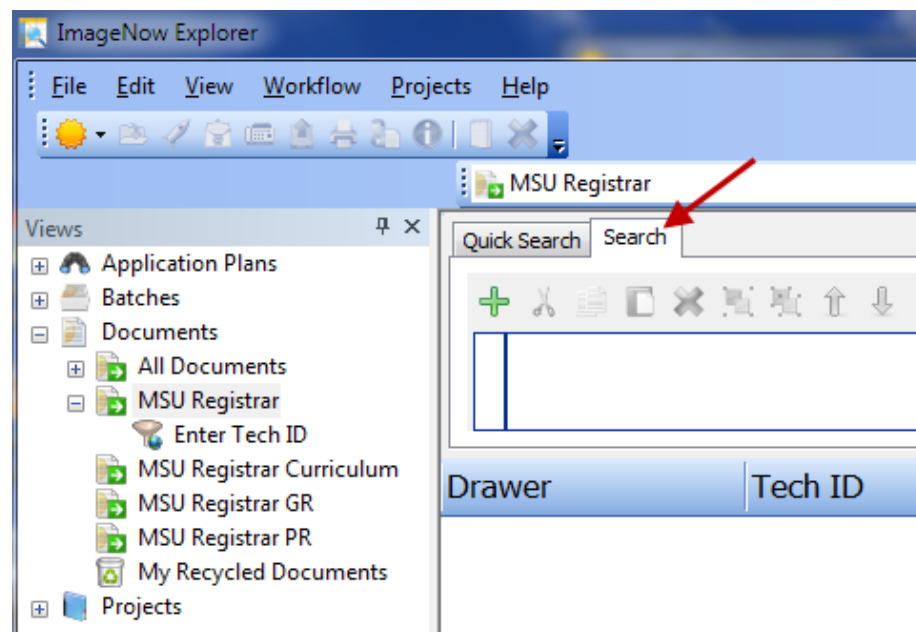 ImageNow Explorer
File Edit View Workflow Projects Help
MSU Registrar
Views
Quick Search Search
Application Plans
Batches
Documents
All Documents
MSU Registrar
Enter Tech ID
MSU Registrar Curriculum
MSU Registrar GR
MSU Registrar PR
My Recycled Documents
Projects
Drawer Tech ID